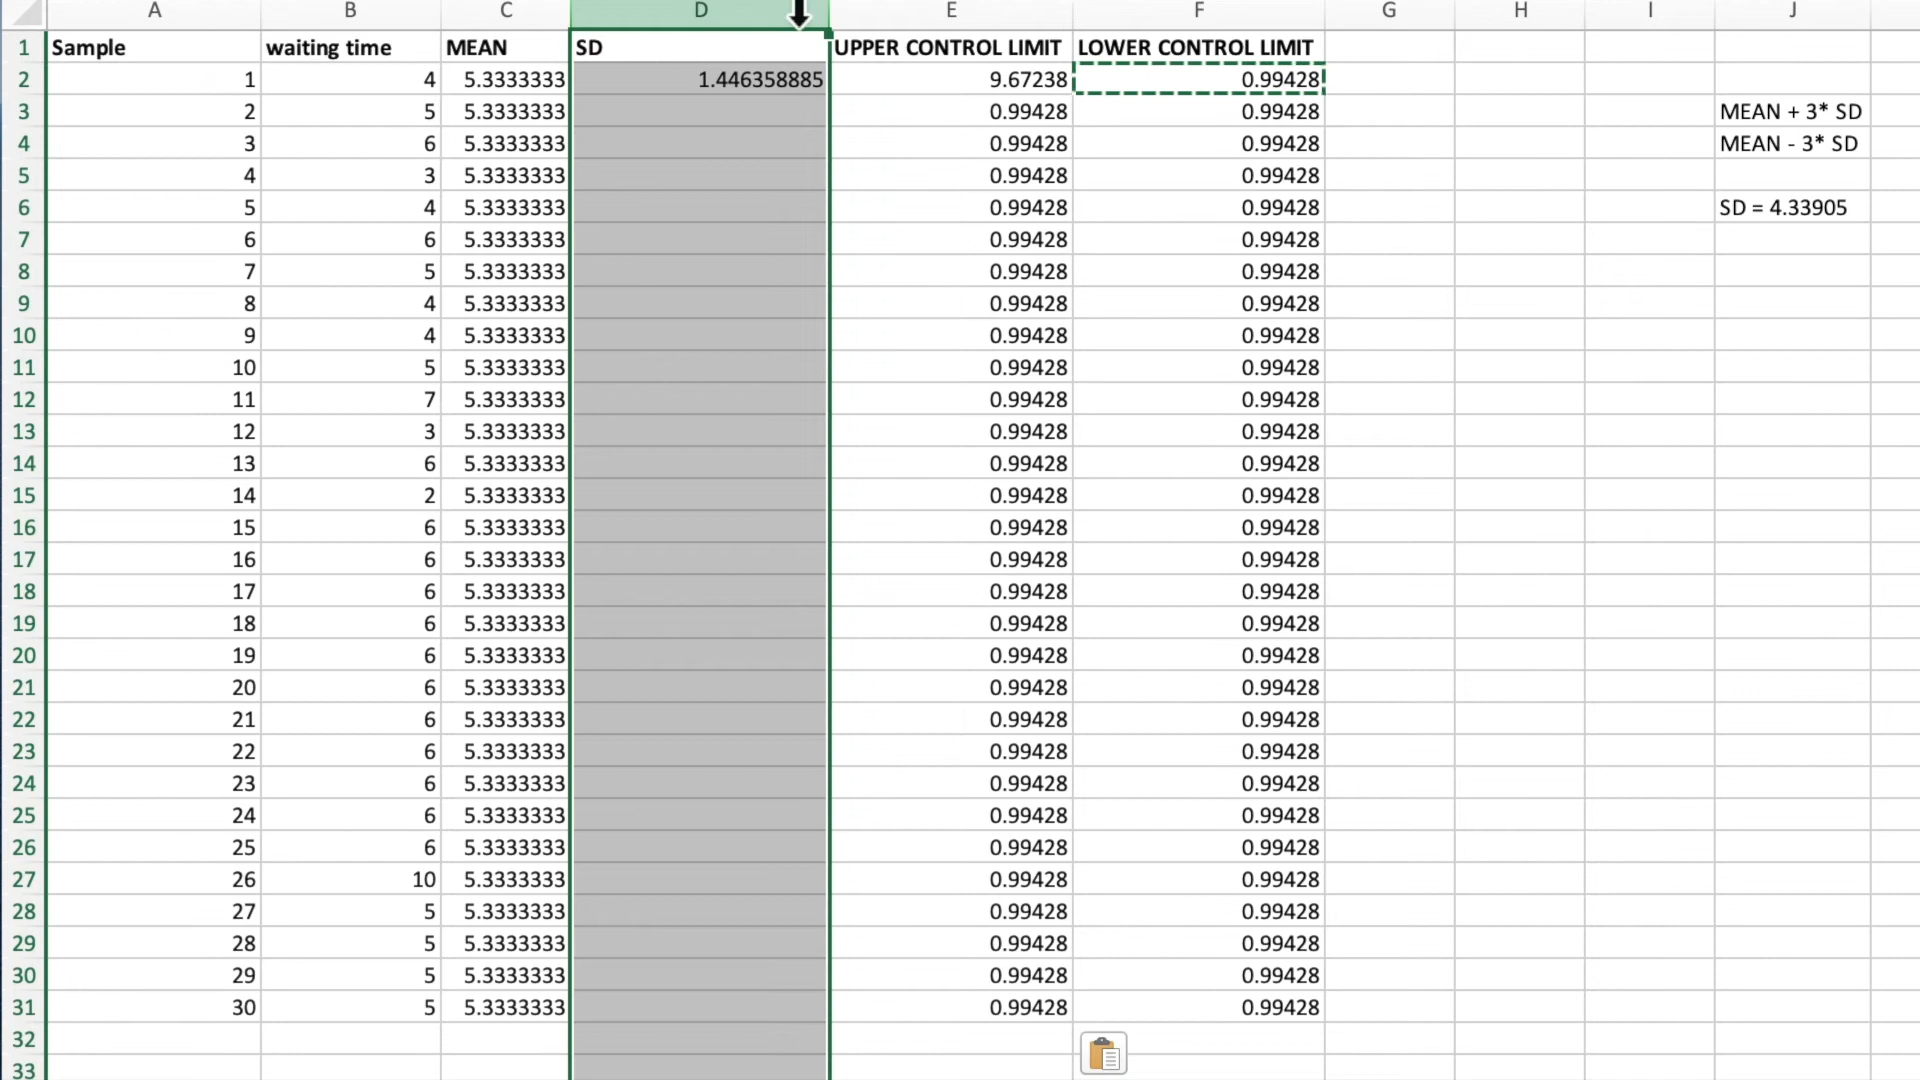 A B C D E F G H I J
1 Sample waiting time MEAN SD UPPER CONTROL LIMIT LOWER CONTROL LIMIT
2 1 4 5.3333333 1.446358885 9.67238 0.99428
3 2 5 5.3333333 0.99428 0.99428 MEAN + 3* SD
4 3 6 5.3333333 0.99428 0.99428 MEAN - 3* SD
5 4 3 5.3333333 0.99428 0.99428
6 5 4 5.3333333 0.99428 0.99428 SD = 4.33905
7 6 6 5.3333333 0.99428 0.99428
8 7 5 5.3333333 0.99428 0.99428
9 8 4 5.3333333 0.99428 0.99428
10 9 4 5.3333333 0.99428 0.99428
11 10 5 5.3333333 0.99428 0.99428
12 11 7 5.3333333 0.99428 0.99428
13 12 3 5.3333333 0.99428 0.99428
14 13 6 5.3333333 0.99428 0.99428
15 14 2 5.3333333 0.99428 0.99428
16 15 6 5.3333333 0.99428 0.99428
17 16 6 5.3333333 0.99428 0.99428
18 17 6 5.3333333 0.99428 0.99428
19 18 6 5.3333333 0.99428 0.99428
20 19 6 5.3333333 0.99428 0.99428
21 20 6 5.3333333 0.99428 0.99428
22 21 6 5.3333333 0.99428 0.99428
23 22 6 5.3333333 0.99428 0.99428
24 23 6 5.3333333 0.99428 0.99428
25 24 6 5.3333333 0.99428 0.99428
26 25 6 5.3333333 0.99428 0.99428
27 26 10 5.3333333 0.99428 0.99428
28 27 5 5.3333333 0.99428 0.99428
29 28 5 5.3333333 0.99428 0.99428
30 29 5 5.3333333 0.99428 0.99428
31 30 5 5.3333333 0.99428 0.99428
32
33